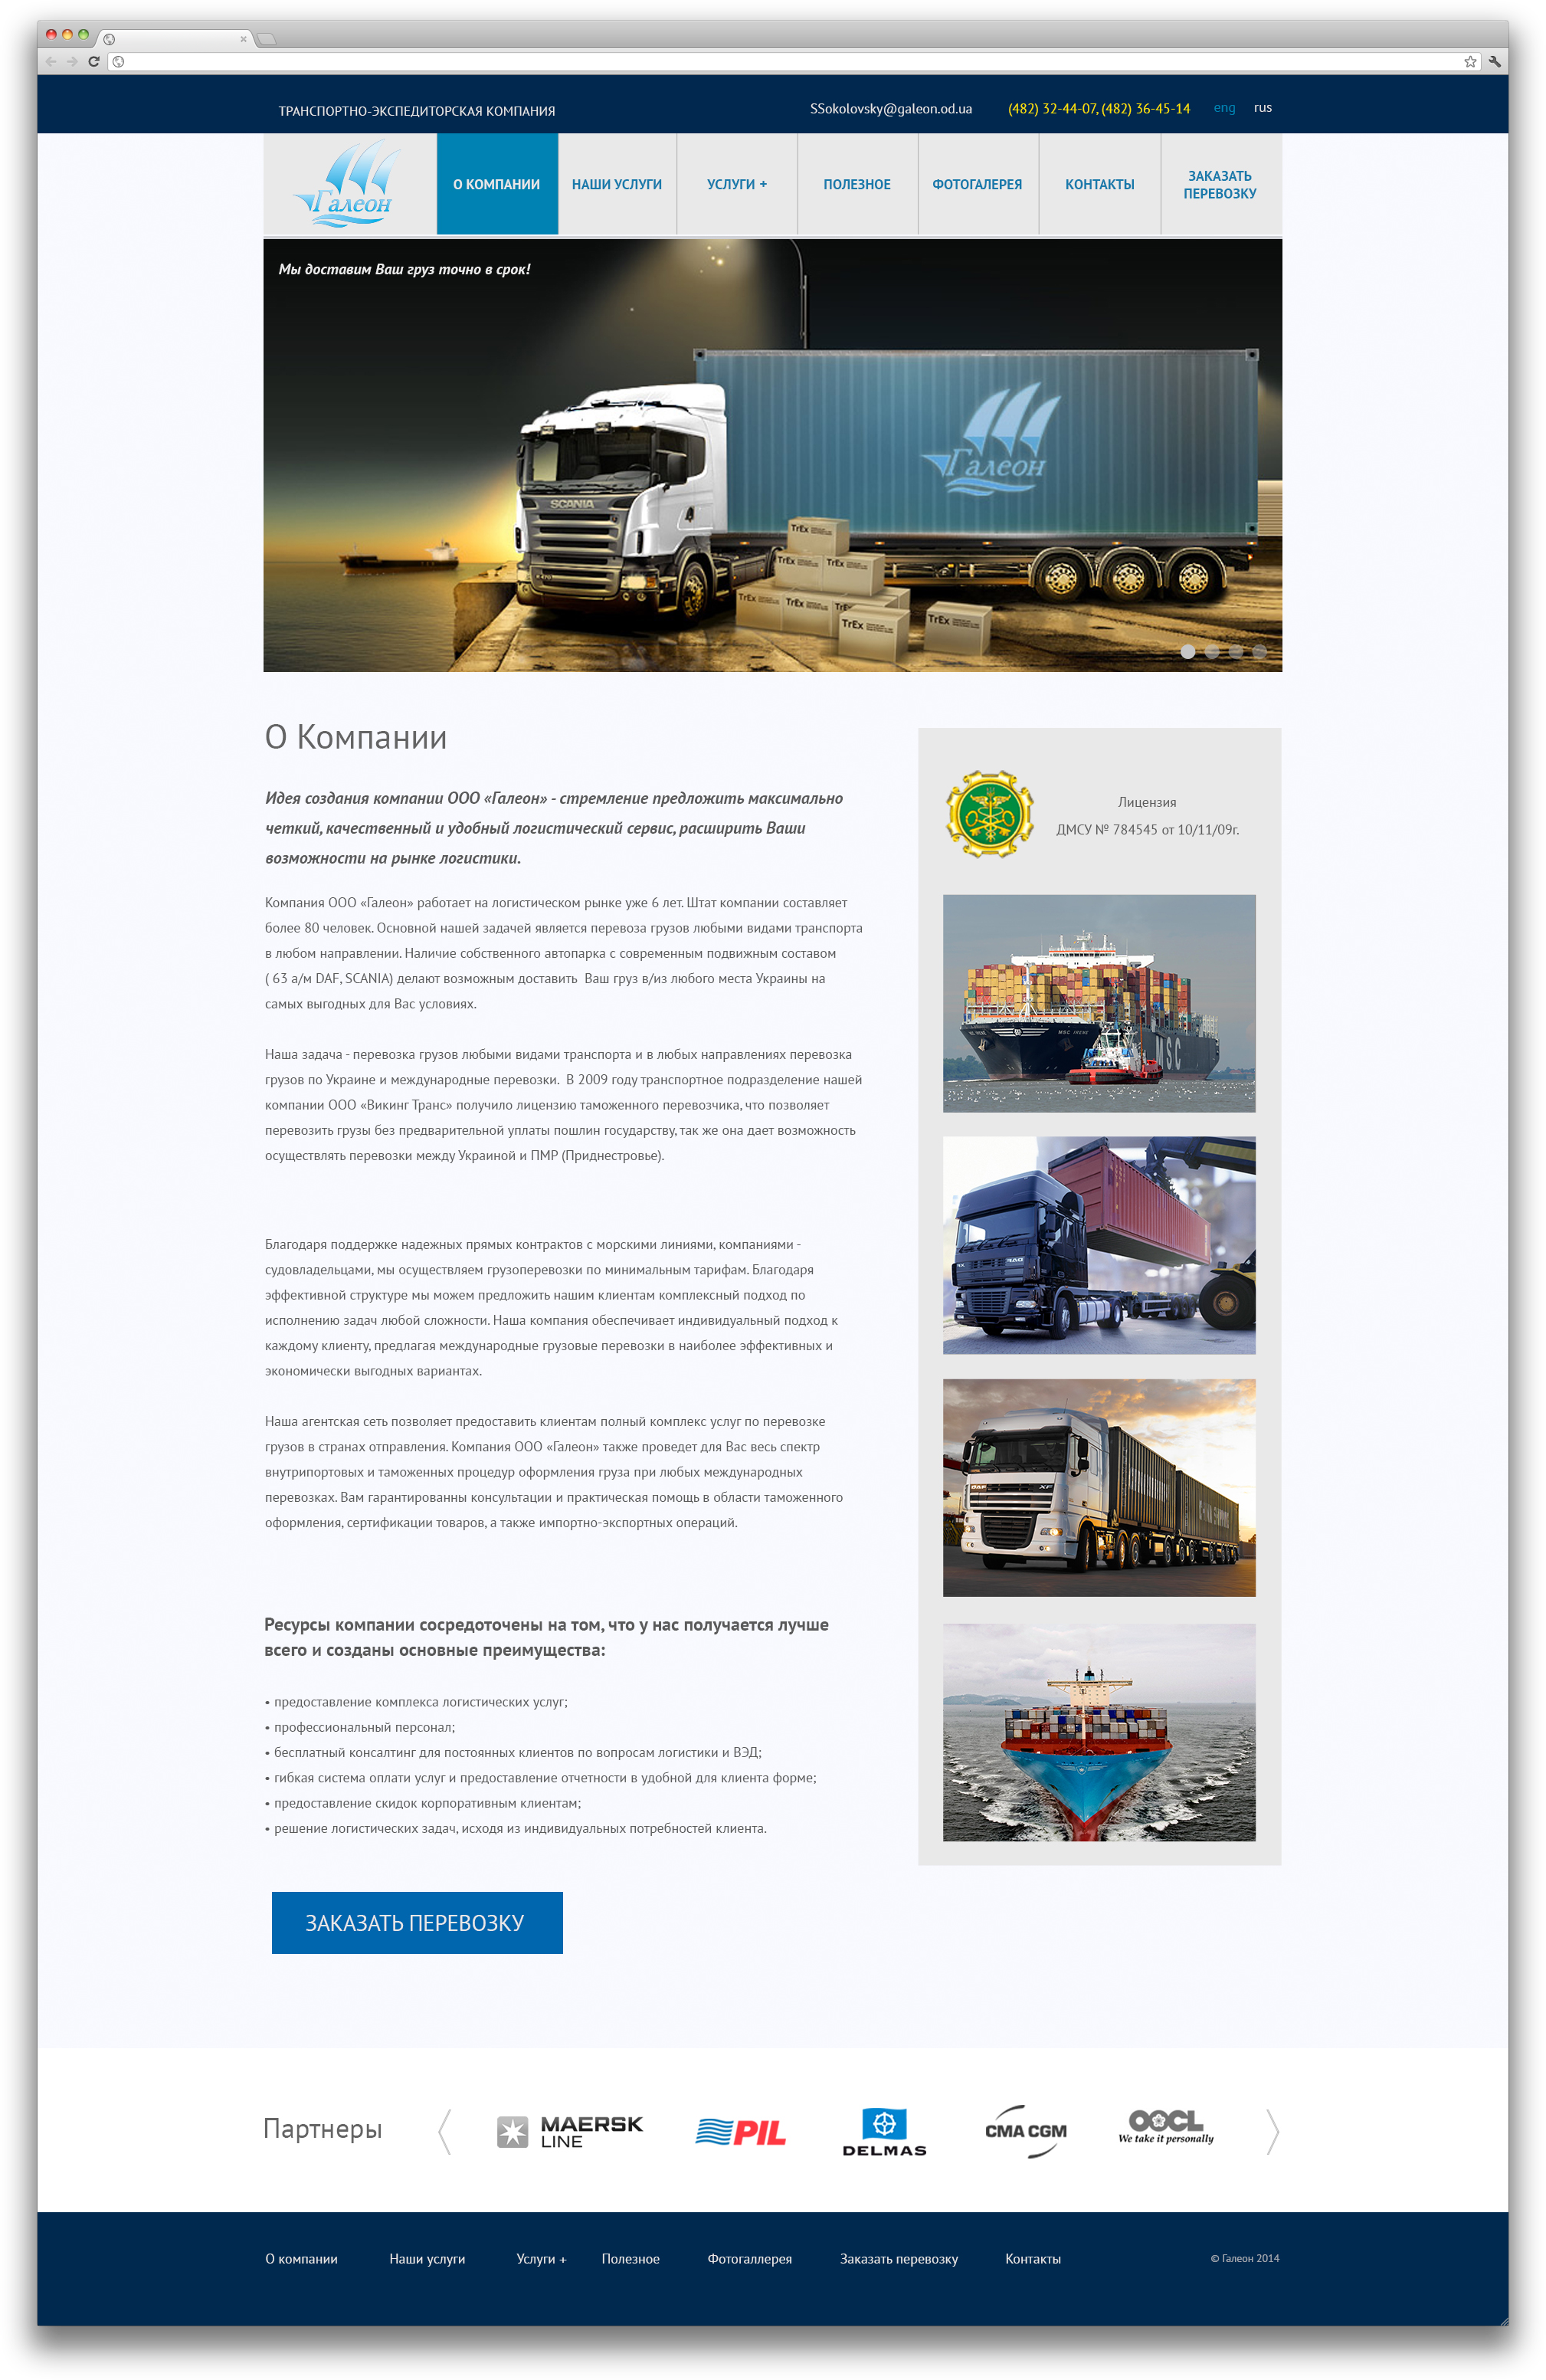 ТРАНСПОРТНО-ЭКСПЕДИТОРСКАЯ КОМПАНИЯ
SSokolovsky@galeon.od.ua
(482) 32-44-07, (482) 36-45-14
eng
rus
Галеон
О КОМПАНИИ
НАШИ УСЛУГИ
УСЛУГИ +
ПОЛЕЗНОЕ
ФОТОГАЛЕРЕЯ
КОНТАКТЫ
ЗАКАЗАТЬ
ПЕРЕВОЗКУ
Мы доставим Ваш груз точно в срок!
Галеон
SCANIA
TrEx
TrEx
TrEx
TrEx
TrEx
TrEx
TrEx
TrEx
О Компании
Идея создания компании ООО «Галеон» - стремление предложить максимально
четкий, качественный и удобный логистический сервис, расширить Ваши
возможности на рынке логистики.
Компания ООО «Галеон» работает на логистическом рынке уже 6 лет. Штат компании составляет
более 80 человек. Основной нашей задачей является перевоза грузов любыми видами транспорта
в любом направлении. Наличие собственного автопарка с современным подвижным составом
( 63 а/м DAF, SCANIA) делают возможным доставить  Ваш груз в/из любого места Украины на
самых выгодных для Вас условиях.
Наша задача - перевозка грузов любыми видами транспорта и в любых направлениях перевозка
грузов по Украине и международные перевозки.  В 2009 году транспортное подразделение нашей
компании ООО «Викинг Транс» получило лицензию таможенного перевозчика, что позволяет
перевозить грузы без предварительной уплаты пошлин государству, так же она дает возможность
осуществлять перевозки между Украиной и ПМР (Приднестровье).
Благодаря поддержке надежных прямых контрактов с морскими линиями, компаниями -
судовладельцами, мы осуществляем грузоперевозки по минимальным тарифам. Благодаря
эффективной структуре мы можем предложить нашим клиентам комплексный подход по
исполнению задач любой сложности. Наша компания обеспечивает индивидуальный подход к
каждому клиенту, предлагая международные грузовые перевозки в наиболее эффективных и
экономически выгодных вариантах.
Наша агентская сеть позволяет предоставить клиентам полный комплекс услуг по перевозке
грузов в странах отправления. Компания ООО «Галеон» также проведет для Вас весь спектр
внутрипортовых и таможенных процедур оформления груза при любых международных
перевозках. Вам гарантированны консультации и практическая помощь в области таможенного
оформления, сертификации товаров, а также импортно-экспортных операций.
Ресурсы компании сосредоточены на том, что у нас получается лучше
всего и созданы основные преимущества:
• предоставление комплекса логистических услуг;
• профессиональный персонал;
• бесплатный консалтинг для постоянных клиентов по вопросам логистики и ВЭД;
• гибкая система оплати услуг и предоставление отчетности в удобной для клиента форме;
• предоставление скидок корпоративным клиентам;
• решение логистических задач, исходя из индивидуальных потребностей клиента.
ЗАКАЗАТЬ ПЕРЕВОЗКУ
Лицензия
ДМСУ № 784545 от 10/11/09г.
MSC IRENE
MSC
DAF
XF
Партнеры
MAERSK
LINE
PIL
DELMAS
CMA CGM
OOCL
We take it personally
О компании
Наши услуги
Услуги +
Полезное
Фотогаллерея
Заказать перевозку
Контакты
© Галеон 2014